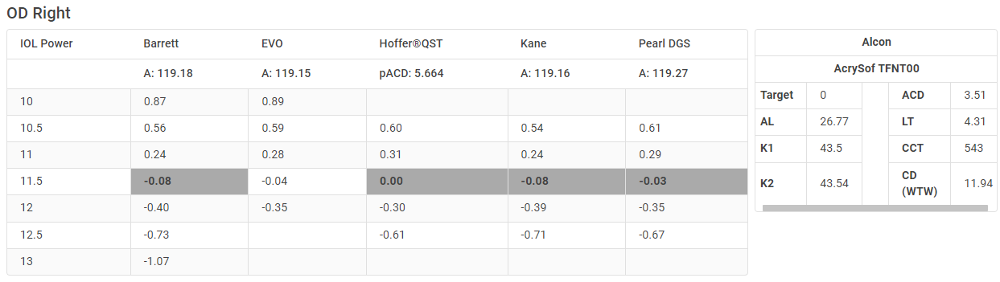 OD Right
IOL Power Barrett EVO Hoffer®QST Kane Pearl DGS
A: 119.18 A: 119.15 pACD: 5.664 A: 119.16 A: 119.27
10 0.87 0.89
10.5 0.56 0.59 0.60 0.54 0.61
11 0.24 0.28 0.31 0.24 0.29
11.5 -0.08 -0.04 0.00 -0.08 -0.03
12 -0.40 -0.35 -0.30 -0.39 -0.35
12.5 -0.73 -0.61 -0.71 -0.67
13 -1.07
Alcon
AcrySof TFNT00
Target 0 ACD 3.51
AL 26.77 LT 4.31
K1 43.5 CCT 543
K2 43.54 CD (WTW) 11.94